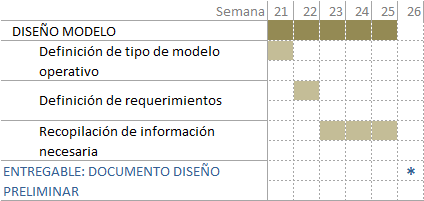 Semana 21 22 23 24 25 26
DISEÑO MODELO
Definición de tipo de modelo
operativo
Definición de requerimientos
Recopilación de información
necesaria
ENTREGABLE: DOCUMENTO DISEÑO *
PRELIMINAR